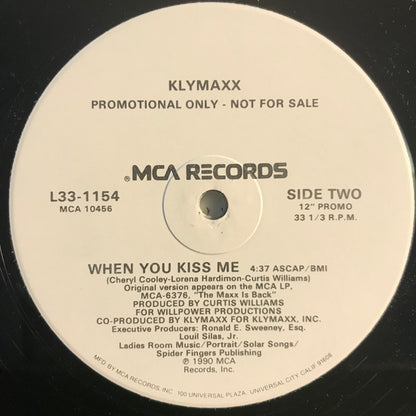 KLYMAXX
PROMOTIONAL ONLY - NOT FOR SALE
®MCA RECORDS
L33-1154
MCA 10456
SIDE TWO
12" PROMO
33 1/3 R.P.M.
WHEN YOU KISS ME 4:37 ASCAP/BMI
(Cheryl Cooley-Lorena Hardimon-Curtis Williams)
Original version appears on the MCA LP.
MCA-6376, "The Maxx Is Back"
PRODUCED BY CURTIS WILLIAMS
FOR WILLPOWER PRODUCTIONS
CO-PRODUCED BY KLYMAXX FOR KLYMAXX, INC.
Executive Producers: Ronald E. Sweeney, Esq.
Louil Silas, Jr.
Ladies Room Music/Portrait/Solar Songs/
Spider Fingers Publishing
℗ 1990 MCA
Records, Inc.
MFD. BY MCA RECORDS, INC. 100 UNIVERSAL PLAZA, UNIVERSAL CITY, CALIF. 91608